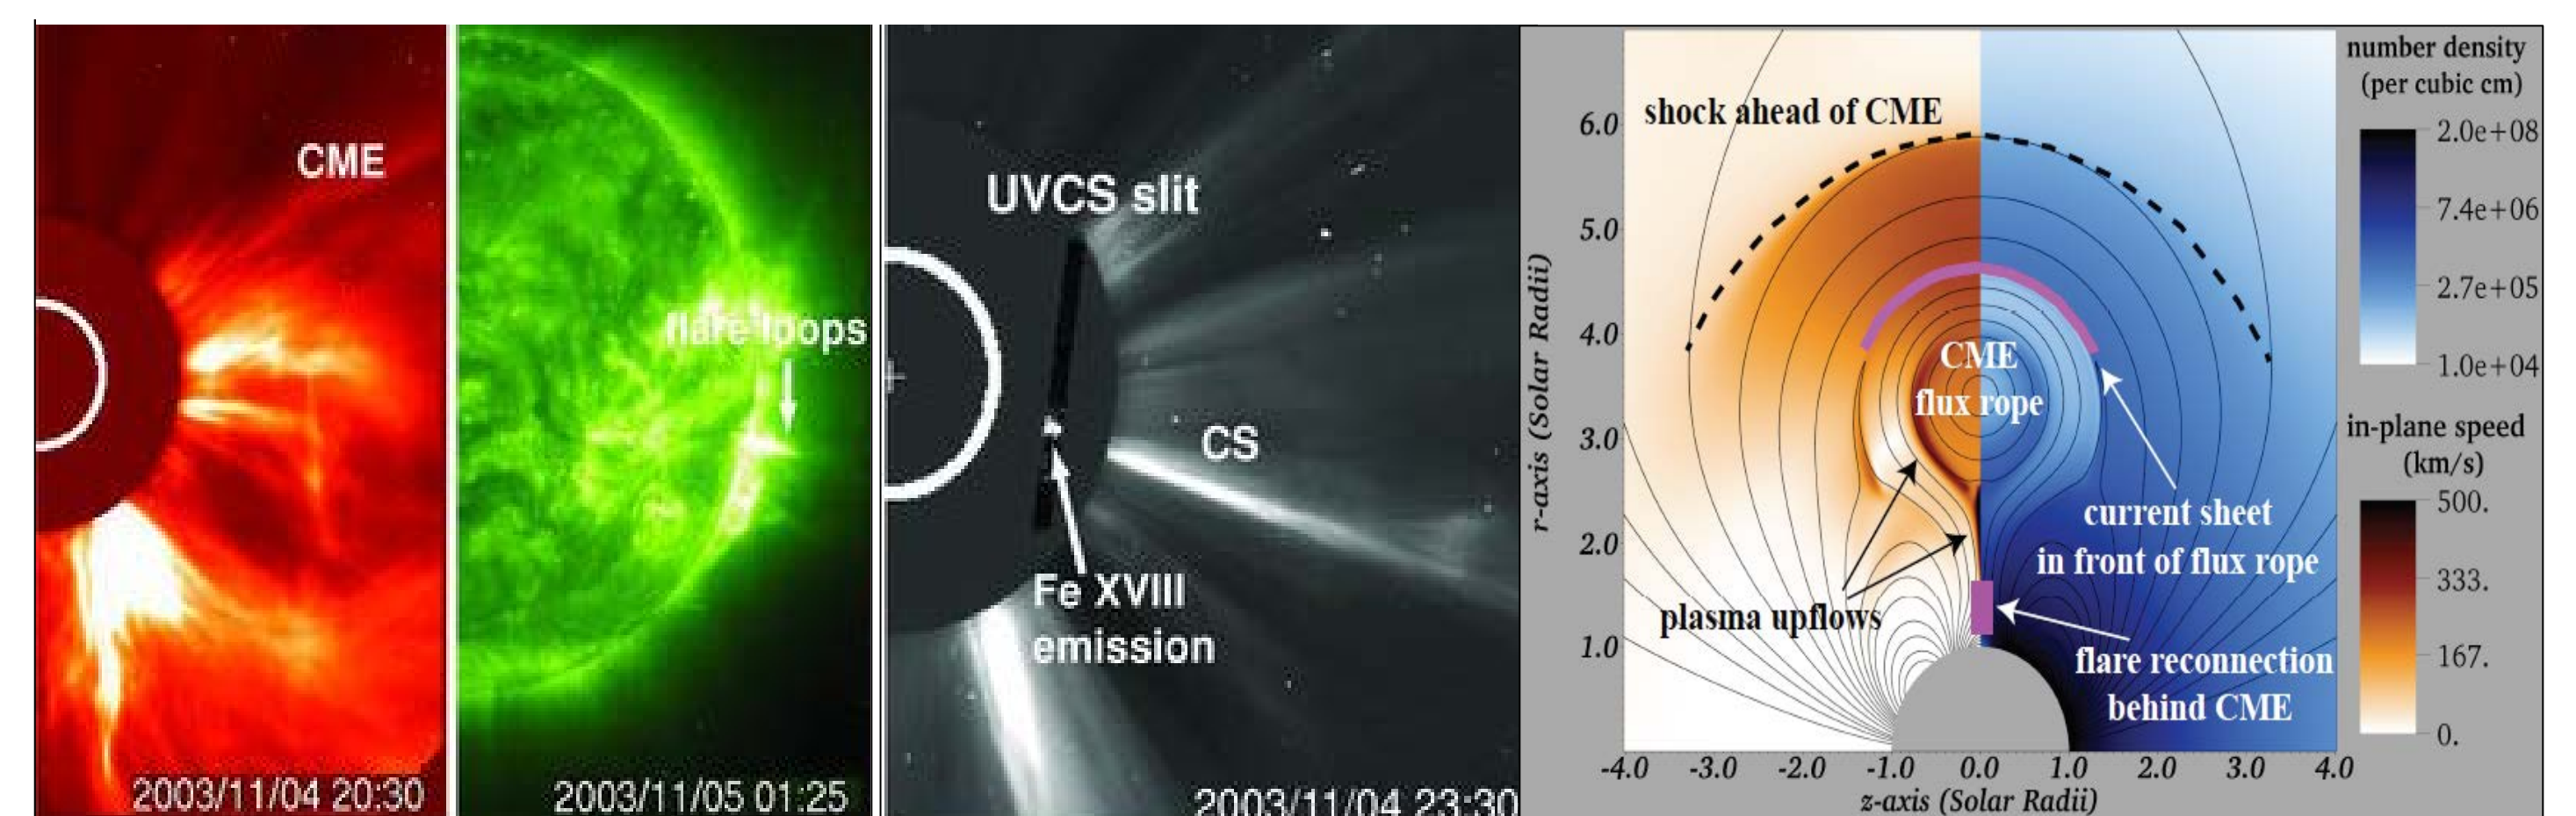 CME
2003/11/04 20:30
flare loops
2003/11/05 01:25
UVCS slit
CS
Fe XVIII
emission
2003/11/04 23:30
r-axis (Solar Radii)
6.0
5.0
4.0
3.0
2.0
1.0
shock ahead of CME
CME
flux rope
current sheet
in front of flux rope
plasma upflows
flare reconnection
behind CME
-4.0 -3.0 -2.0 -1.0 0.0 1.0 2.0 3.0 4.0
z-axis (Solar Radii)
number density
(per cubic cm)
2.0e+08
7.4e+06
2.7e+05
1.0e+04
in-plane speed
(km/s)
500.
333.
167.
0.